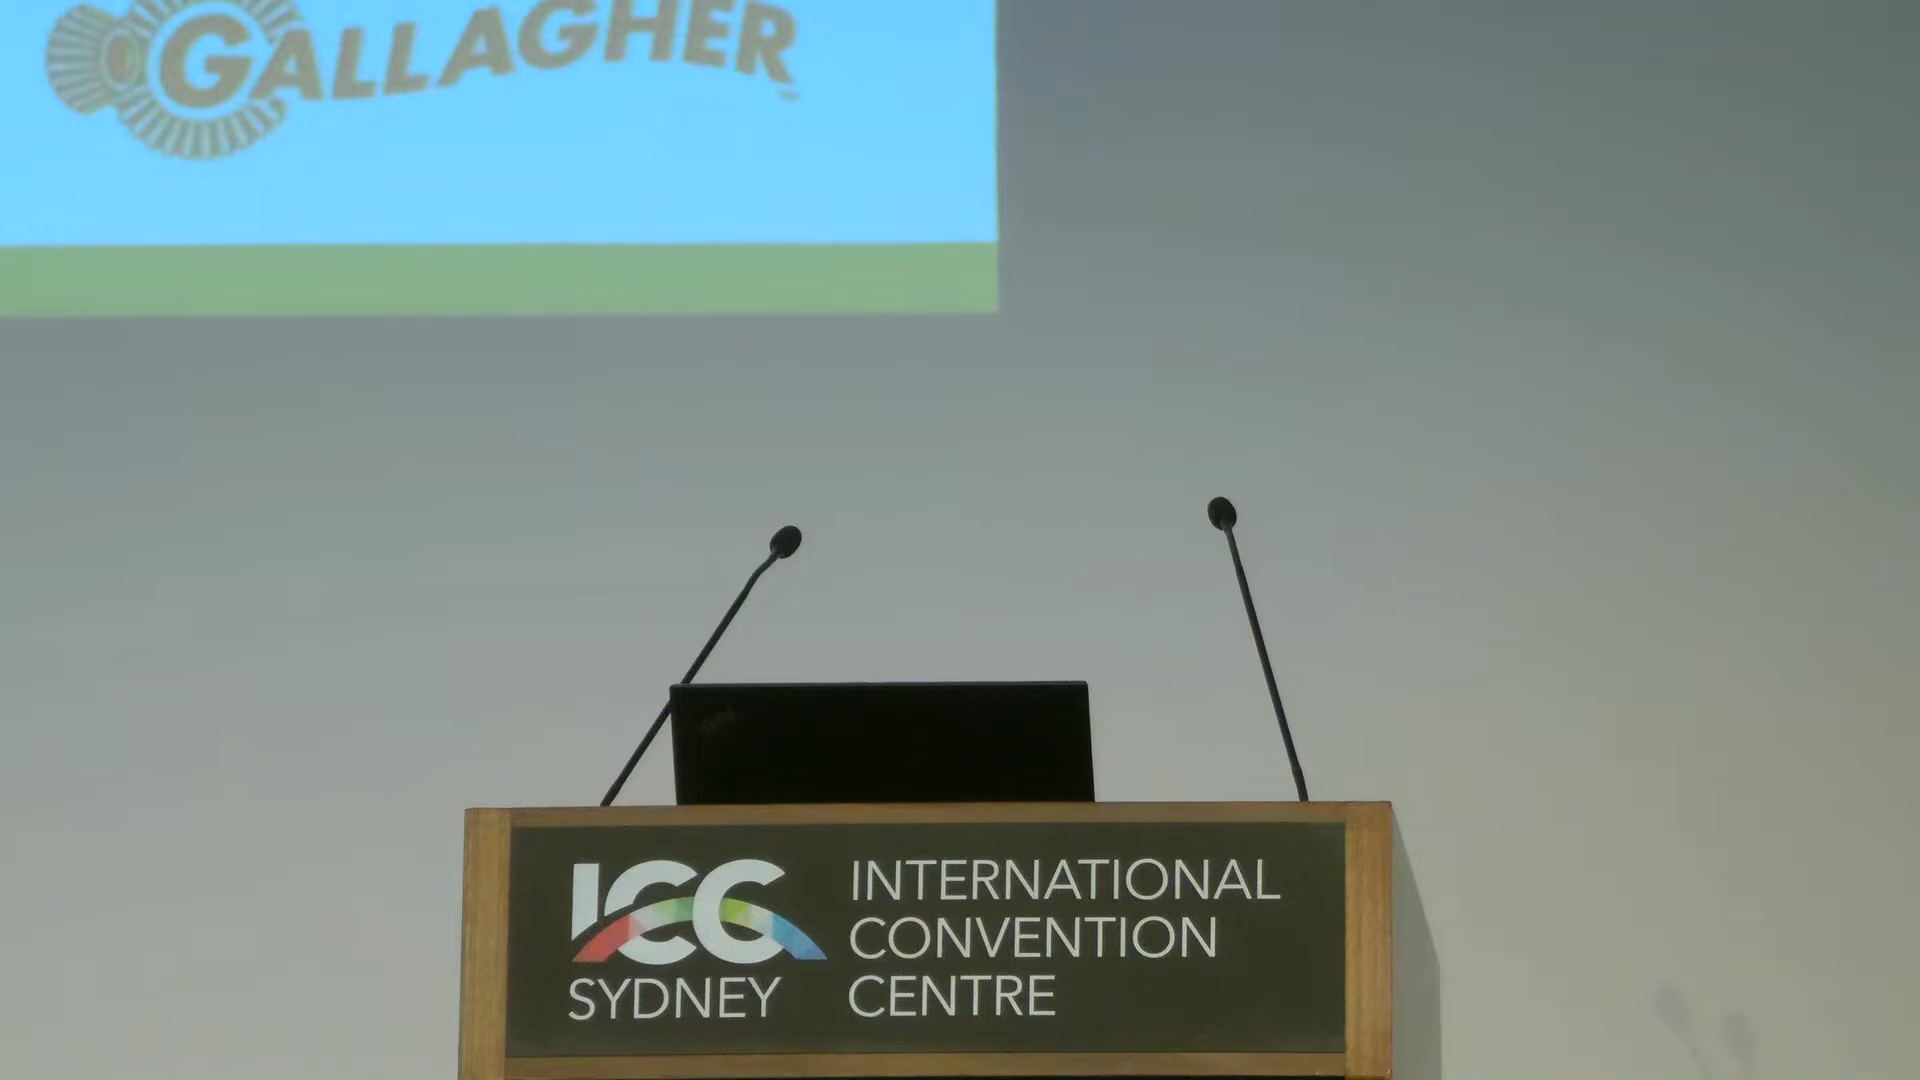 GALLAGHER
ICC
SYDNEY
INTERNATIONAL
CONVENTION
CENTRE